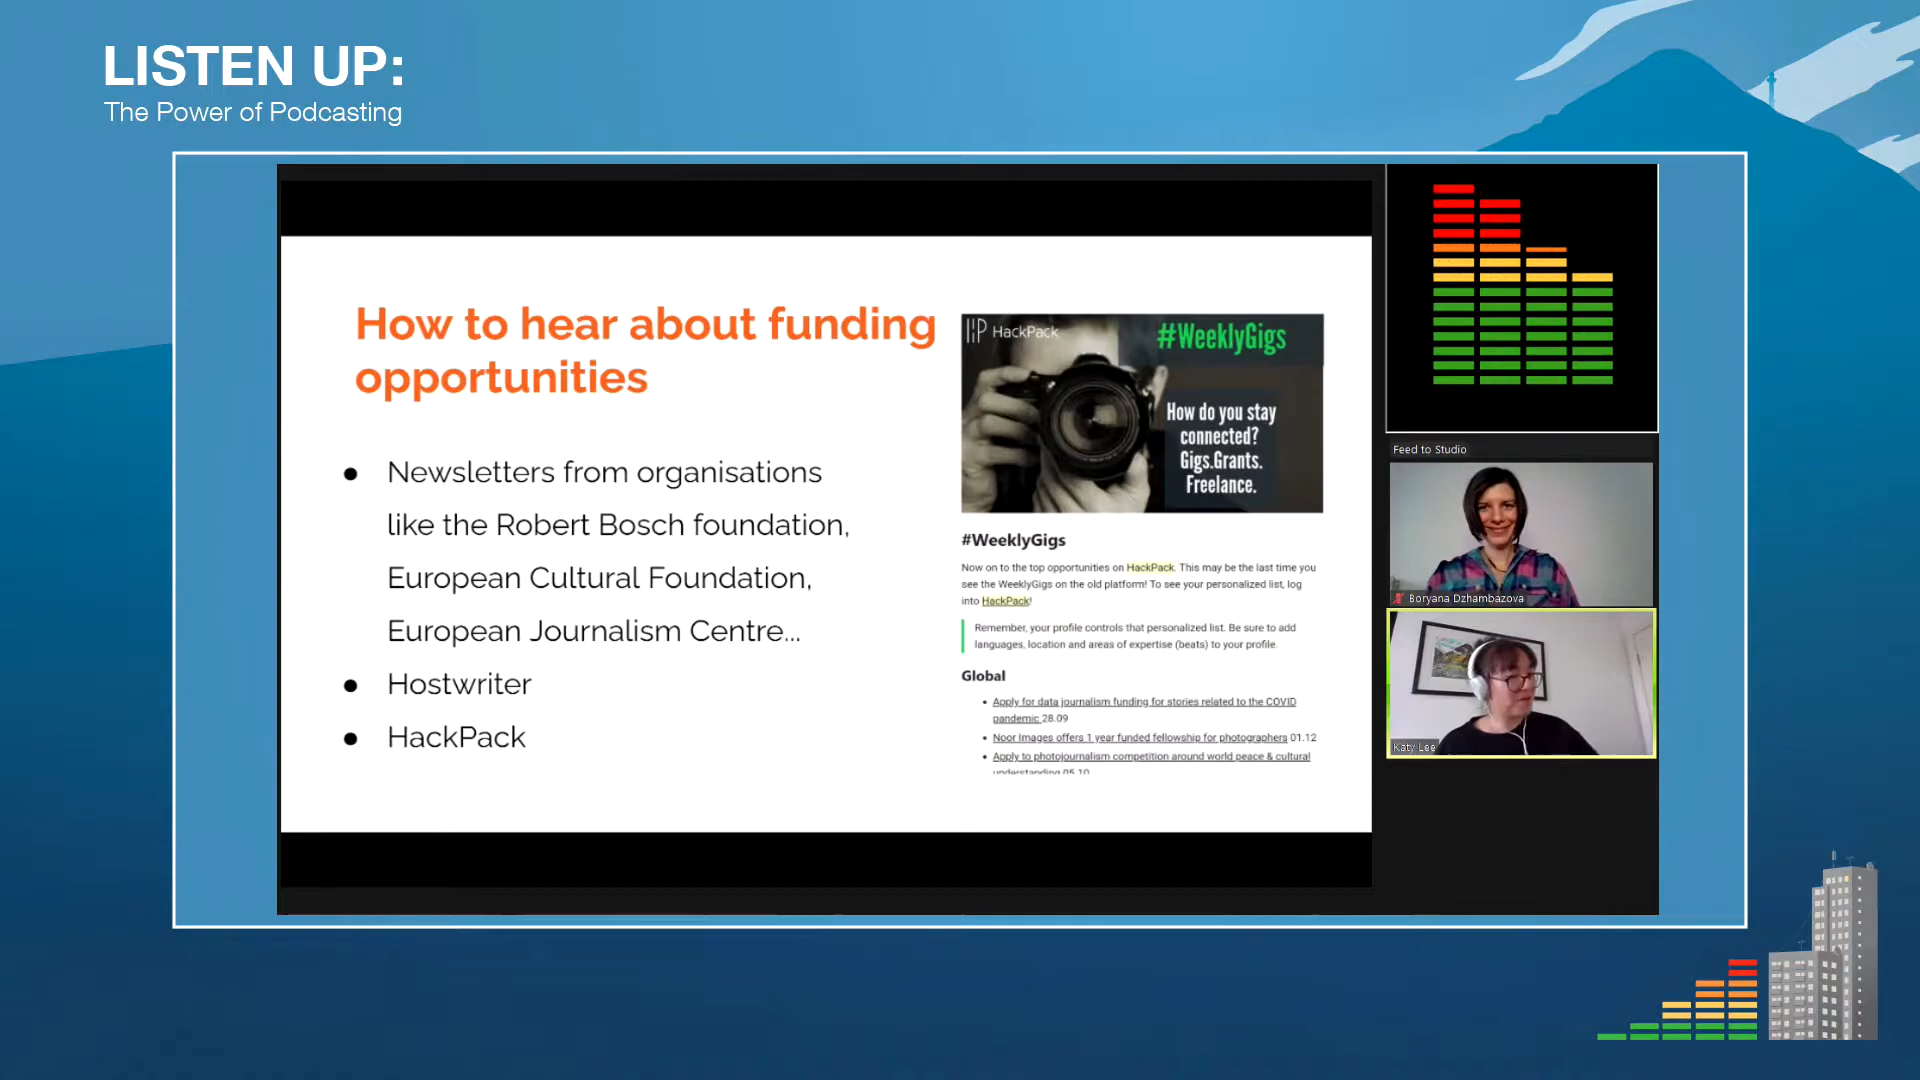 LISTEN UP:
The Power of Podcasting
How to hear about funding
opportunities
● Newsletters from organisations
like the Robert Bosch foundation,
European Cultural Foundation,
European Journalism Centre...
● Hostwriter
● HackPack
HackPack
#WeeklyGigs
How do you stay
connected?
Gigs.Grants.
Freelance.
#WeeklyGigs
Now on to the top opportunities on HackPack. This may be the last time you
see the WeeklyGigs on the old platform! To see your personalized list, log
into HackPack!
Remember, your profile controls that personalized list. Be sure to add
languages, location and areas of expertise (beats) to your profile.
Global
• Apply for data journalism funding for stories related to the COVID
pandemic 28.09
• Noor Images offers 1 year funded fellowship for photographers 01.12
• Apply to photojournalism competition around world peace & cultural
understanding 05.10
Feed to Studio
Boryana Dzhambazova
Katy Lee